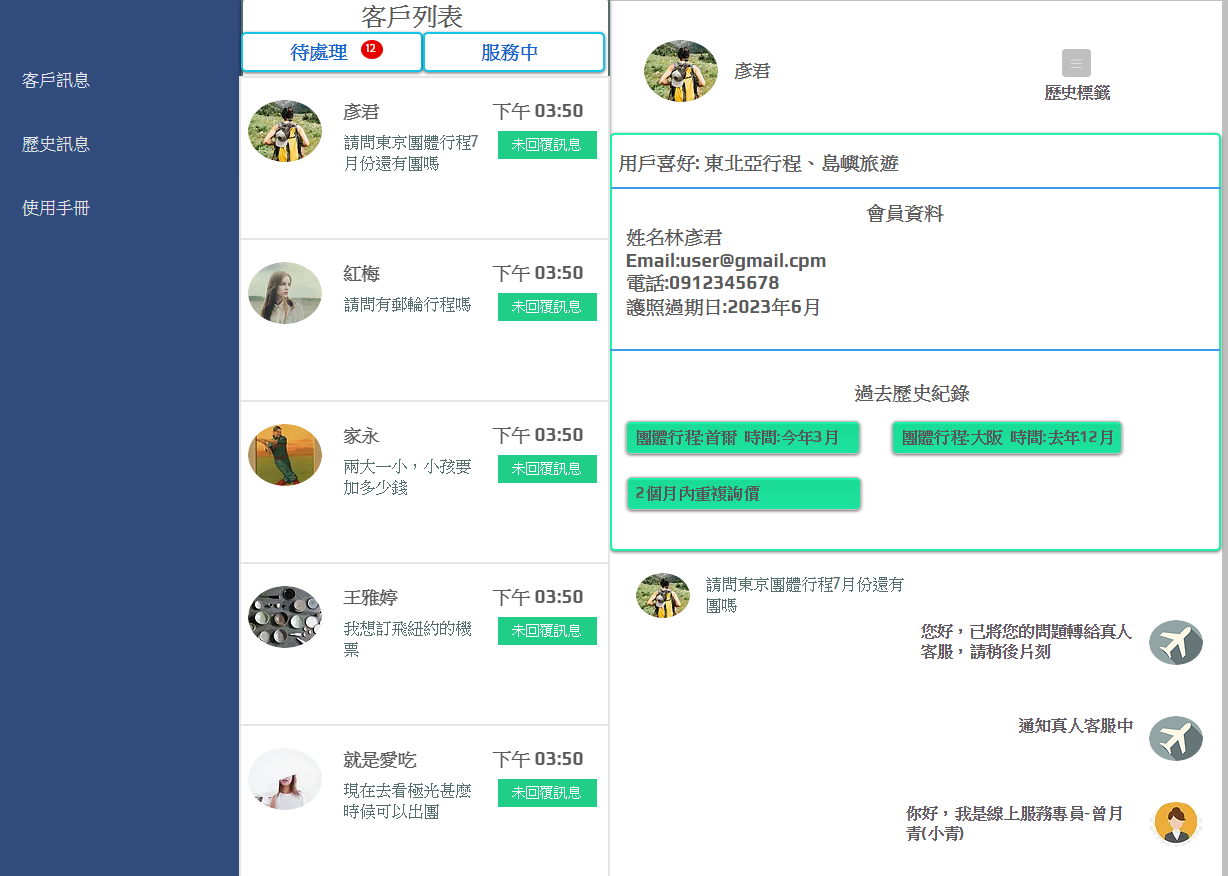 客戶訊息
歷史訊息
使用手冊
客戶列表
待處理 12
服務中
彥君
下午 03:50
請問東京團體行程7
月份還有團嗎
未回覆訊息
紅梅
下午 03:50
請問有郵輪行程嗎
未回覆訊息
家永
下午 03:50
兩大一小，小孩要
加多少錢
未回覆訊息
王雅婷
下午 03:50
我想訂飛紐約的機
票
未回覆訊息
就是愛吃
下午 03:50
現在去看極光甚麼
時候可以出團
未回覆訊息
彥君
歷史標籤
用戶喜好: 東北亞行程、島嶼旅遊
會員資料
姓名林彥君
Email:user@gmail.cpm
電話:0912345678
護照過期日:2023年6月
過去歷史紀錄
團體行程:首爾 時間:今年3月
團體行程:大阪 時間:去年12月
2個月內重複詢價
請問東京團體行程7月份還有
團嗎
您好，已將您的問題轉給真人
客服，請稍後片刻
通知真人客服中
你好，我是線上服務專員-曾月
青(小青)